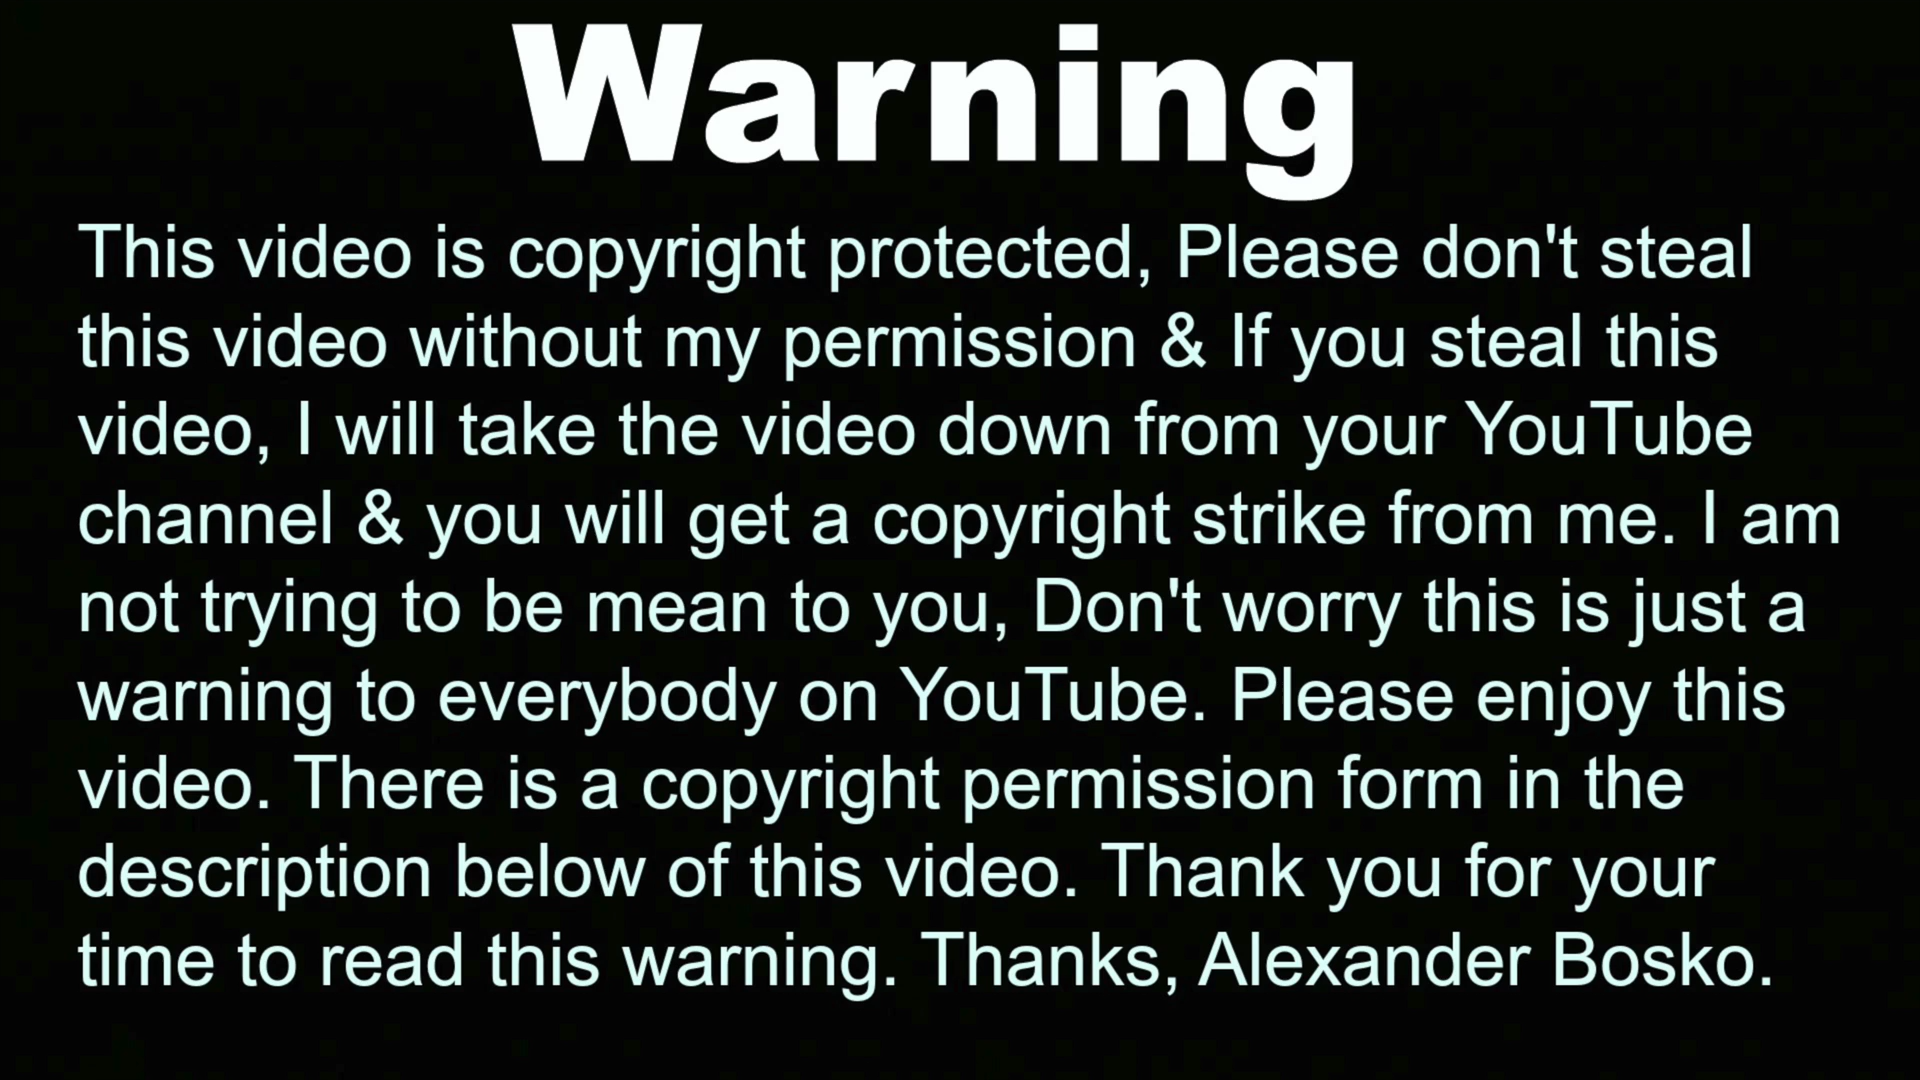 Warning
This video is copyright protected, Please don't steal
this video without my permission & If you steal this
video, I will take the video down from your YouTube
channel & you will get a copyright strike from me. I am
not trying to be mean to you, Don't worry this is just a
warning to everybody on YouTube. Please enjoy this
video. There is a copyright permission form in the
description below of this video. Thank you for your
time to read this warning. Thanks, Alexander Bosko.